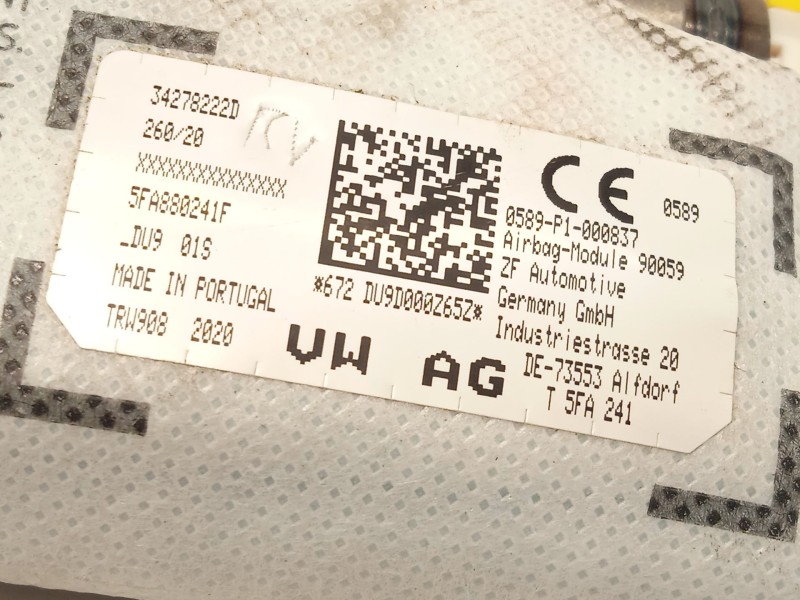 34278222D
260/20
XXXXXXXXXXXXXXXX
5FA880241F
_DU9 01S
MADE IN PORTUGAL
TRW908 2020
*672 DU9D000Z65Z*
VW AG
CE 0589
0589-P1-000837
Airbag-Module 90059
ZF Automotive
Germany GmbH
Industriestrasse 20
DE-73553 Alfdorf
T 5FA 241